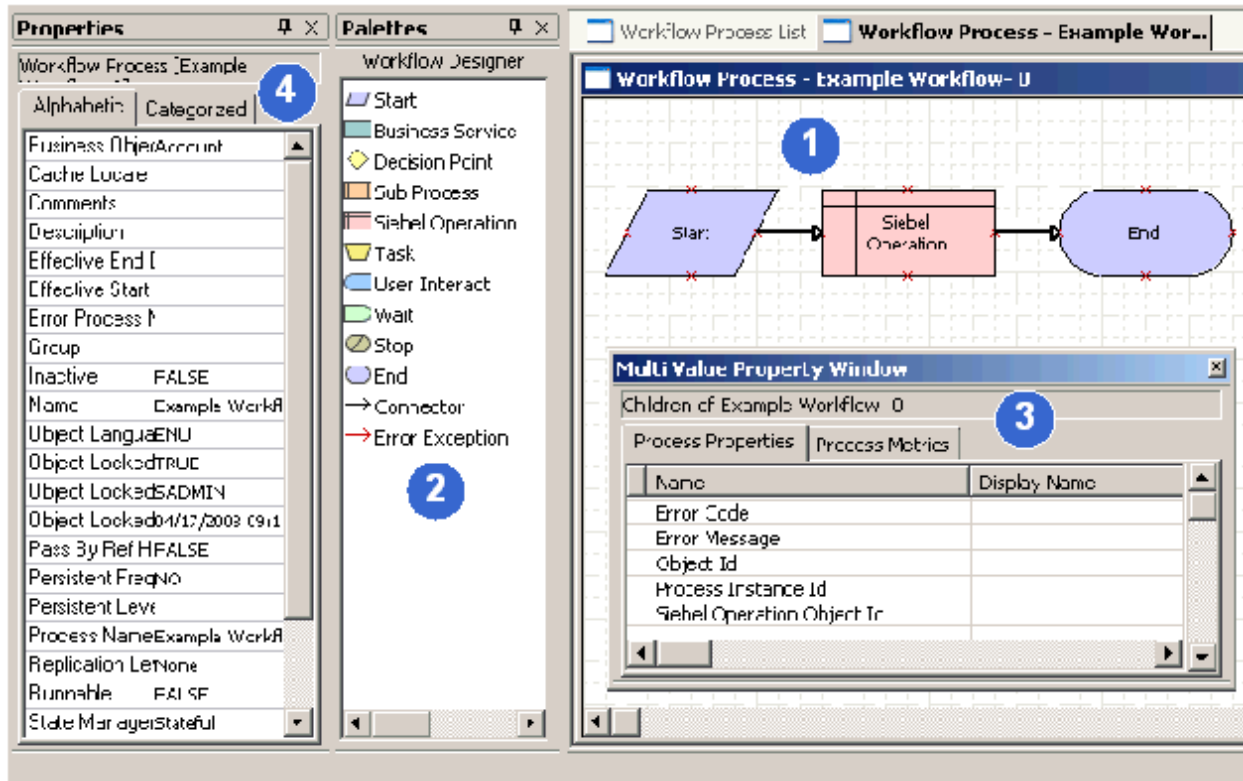 Properties
Workflow Process [Example
4
Alphabetic Categorized
Business Obje Account
Cache Locale
Comments
Description
Effective End D
Effective Start
Error Process N
Group
Inactive FALSE
Name Example Workfl
Object Langua ENU
Object Locked TRUE
Object Locked SADMIN
Object Locked 04/17/2003 09:1
Pass By Ref H FALSE
Persistent Freq NO
Persistent Leve
Process Name Example Workfl
Replication Lev None
Runnable FALSE
State Manager Stateful
Palettes
Workflow Designer
Start
Business Service
Decision Point
Sub Process
Siebel Operation
Task
User Interact
Wait
Stop
End
Connector
Error Exception
2
Workflow Process List Workflow Process - Example Wor...
Workflow Process - Example Workflow- 0
1
Start
Siebel
Operation
End
Multi Value Property Window
Children of Example Workflow 0
3
Process Properties Process Metrics
Name Display Name
Error Code
Error Message
Object Id
Process Instance Id
Siebel Operation Object Id